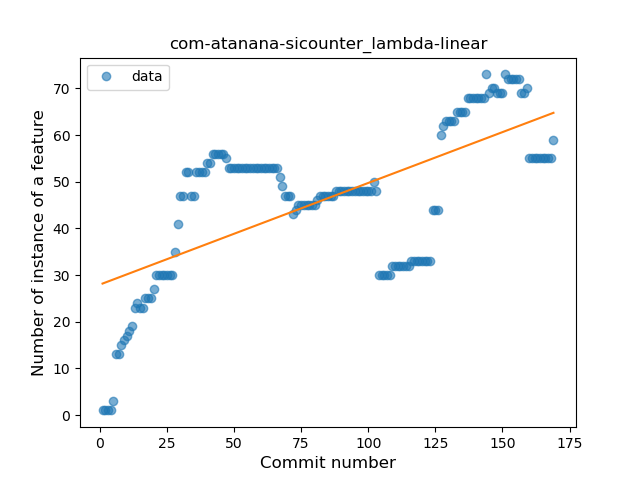 com-atanana-sicounter_lambda-linear
data
Number of instance of a feature
70
60
50
40
30
20
10
0
0 25 50 75 100 125 150 175
Commit number